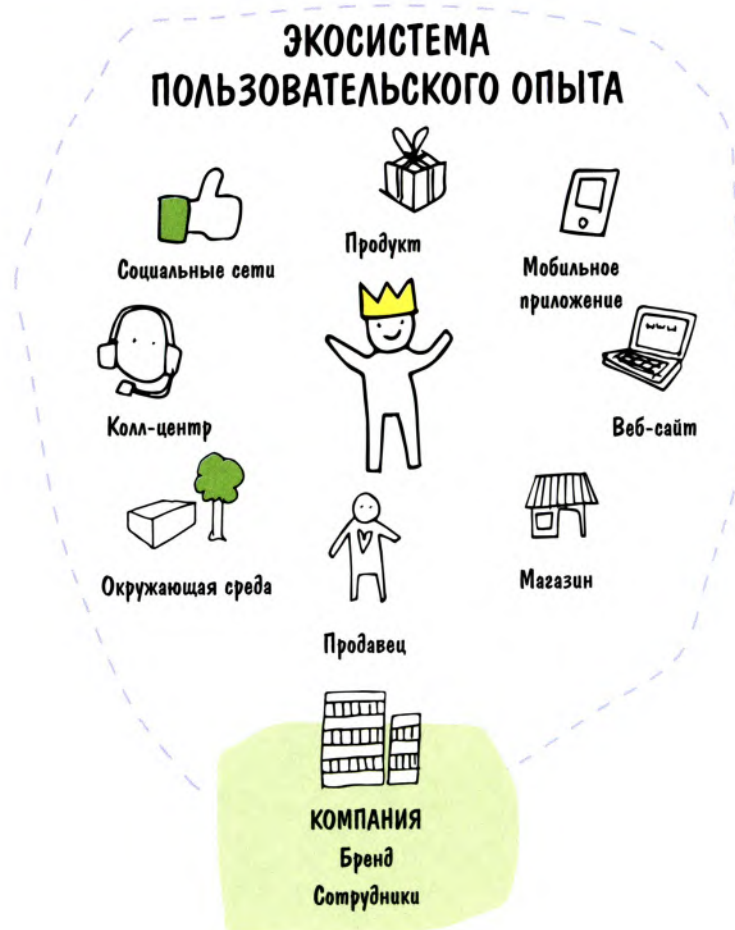 ЭКОСИСТЕМА
ПОЛЬЗОВАТЕЛЬСКОГО ОПЫТА
Социальные сети
Продукт
Мобильное
приложение
www
Колл-центр
Веб-сайт
Окружающая среда
Продавец
Магазин
КОМПАНИЯ
Бренд
Сотрудники